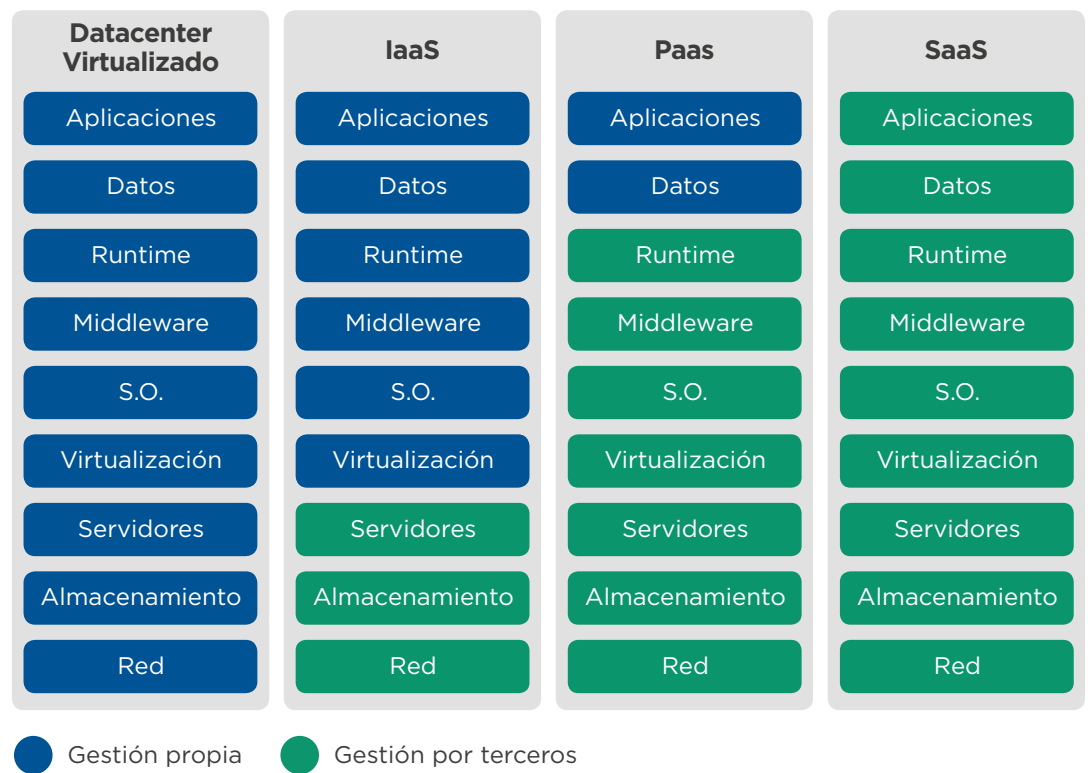 Datacenter
Virtualizado
Aplicaciones
Datos
Runtime
Middleware
S.O.
Virtualización
Servidores
Almacenamiento
Red
IaaS
Aplicaciones
Datos
Runtime
Middleware
S.O.
Virtualización
Servidores
Almacenamiento
Red
Paas
Aplicaciones
Datos
Runtime
Middleware
S.O.
Virtualización
Servidores
Almacenamiento
Red
SaaS
Aplicaciones
Datos
Runtime
Middleware
S.O.
Virtualización
Servidores
Almacenamiento
Red
Gestión propia
Gestión por terceros